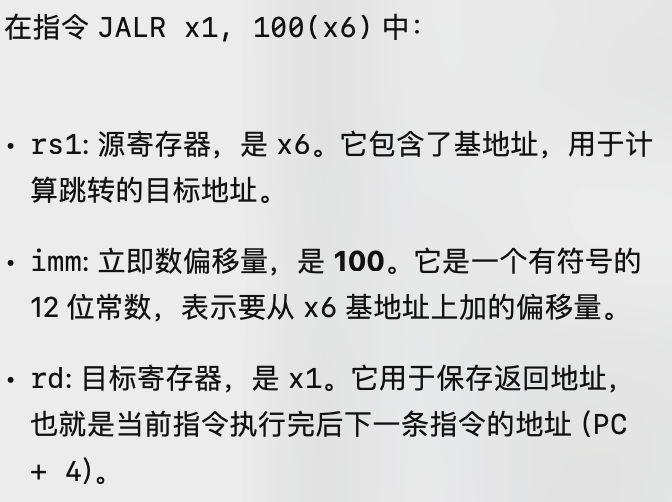 在指令 JALR x1, 100(x6) 中：
• rs1: 源寄存器，是 x6。它包含了基地址，用于计
算跳转的目标地址。
• imm: 立即数偏移量，是 100。它是一个有符号的
12 位常数，表示要从 x6 基地址上加的偏移量。
• rd: 目标寄存器，是 x1。它用于保存返回地址，
也就是当前指令执行完后下一条指令的地址 (PC
+ 4)。